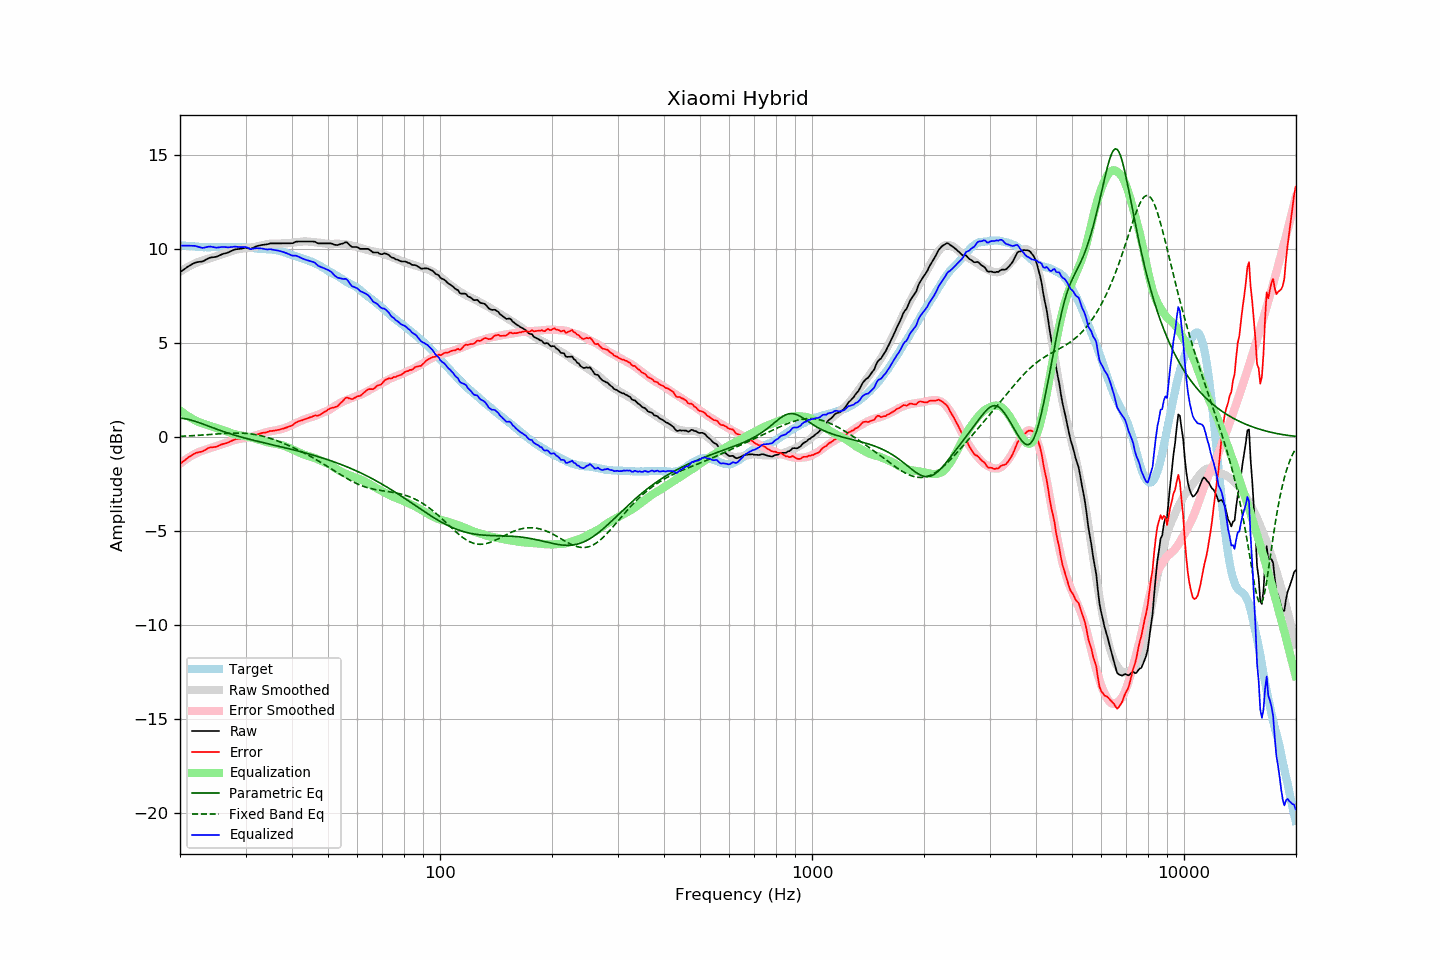 Xiaomi Hybrid
Amplitude (dBr)
15
10
5
0
−5
−10
−15
−20
Target
Raw Smoothed
Error Smoothed
Raw
Error
Equalization
Parametric Eq
Fixed Band Eq
Equalized
100
1000
10000
Frequency (Hz)